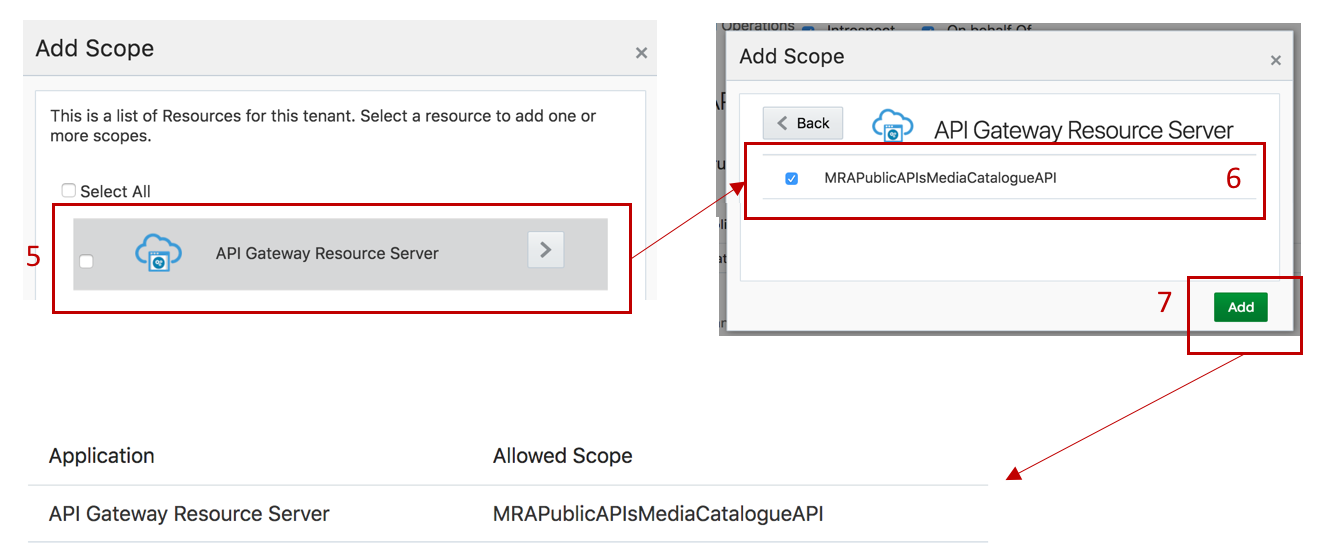 Add Scope
×
This is a list of Resources for this tenant. Select a resource to add one or
more scopes.
Select All
5
API Gateway Resource Server
Operations Introspect On behalf Of
Add Scope
×
Back
API Gateway Resource Server
MRAPublicAPIsMediaCatalogueAPI
6
7
Add
Application Allowed Scope
API Gateway Resource Server MRAPublicAPIsMediaCatalogueAPI